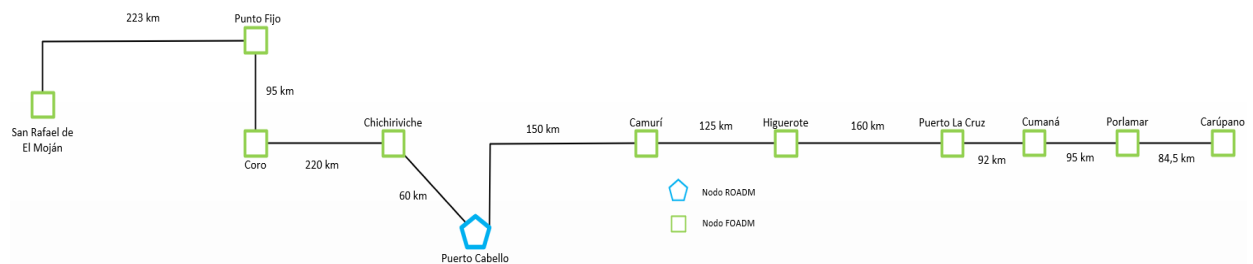 223 km
Punto Fijo
95 km
San Rafael de
El Moján
Coro
220 km
Chichiriviche
60 km
Puerto Cabello
150 km
Camurí
125 km
Higuerote
160 km
Puerto La Cruz
92 km
Cumaná
95 km
Porlamar
84,5 km
Carúpano
Nodo ROADM
Nodo FOADM